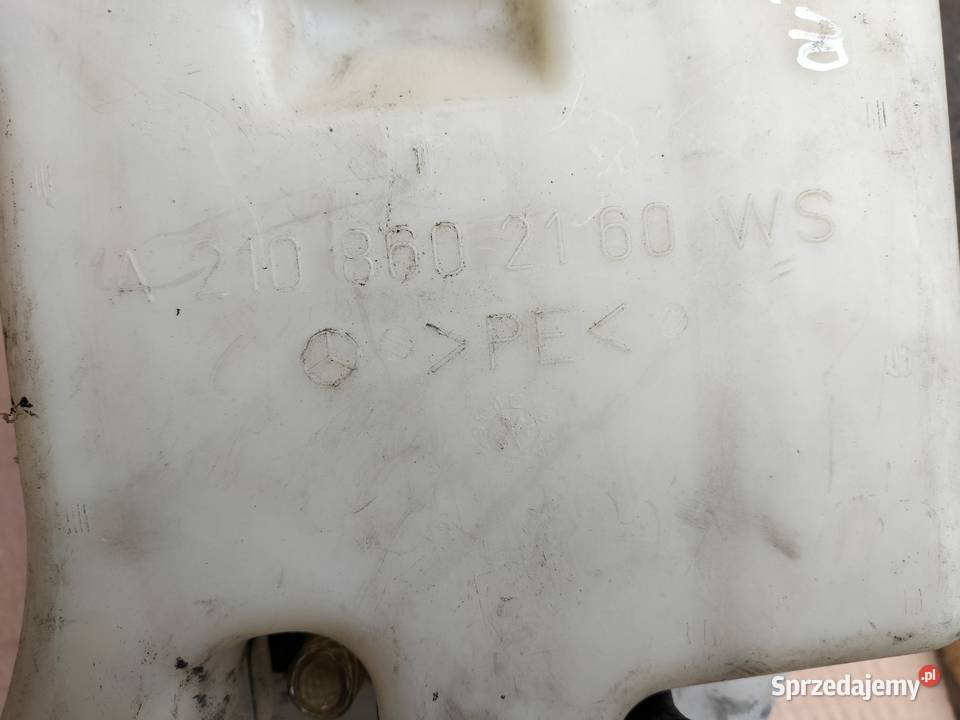 A 210 860 21 60 WS
>PE<
Sprzedajemy.pl